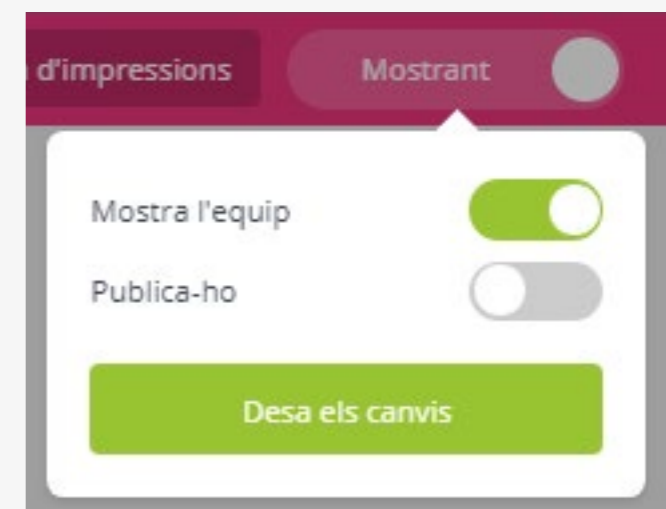 d'impressions
Mostrant
Mostra l'equip
Publica-ho
Desa els canvis